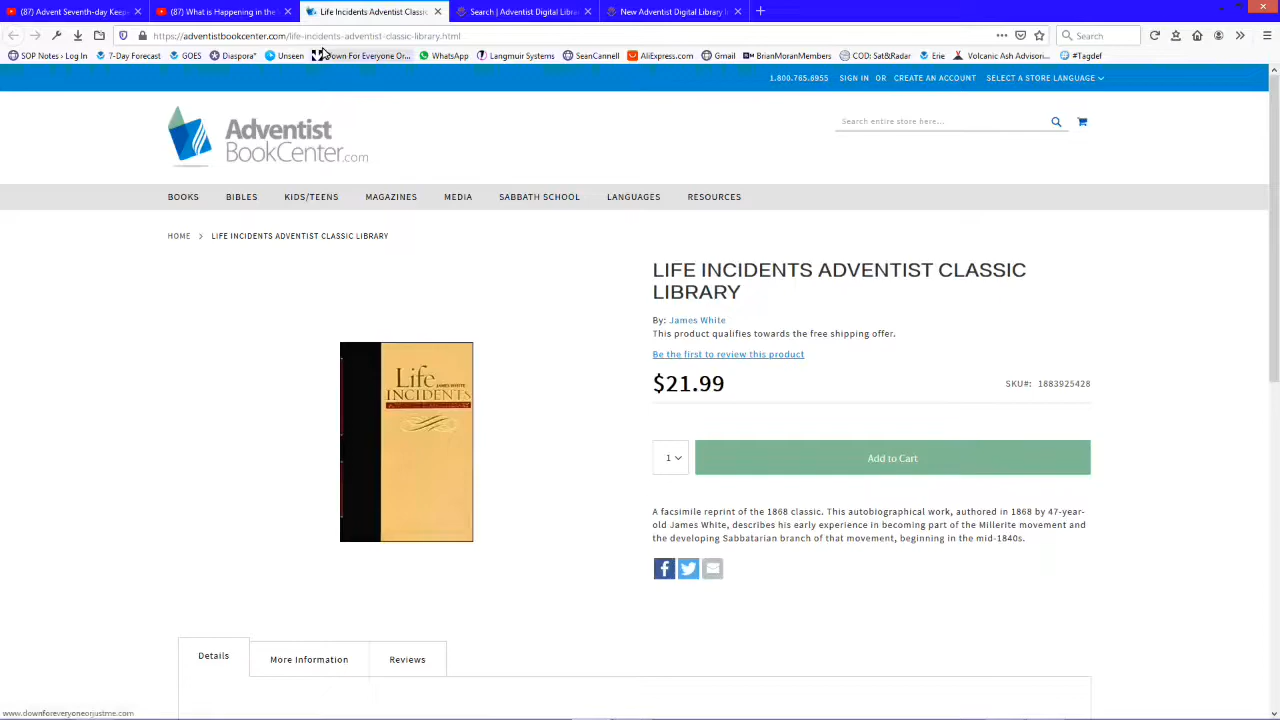 (87) Advent Seventh-day Keep
(87) What is Happening in the
Life Incidents Adventist Classic
Search | Adventist Digital Libra
New Adventist Digital Library I
https://adventistbookcenter.com/life-incidents-adventist-classic-library.html
Search
SOP Notes › Log In
7-Day Forecast
GOES
Diaspora*
Unseen
Down For Everyone Or...
WhatsApp
Langmuir Systems
SeanCannell
AliExpress.com
Gmail
BrianMoranMembers
COD: Sat&Radar
Erie
Volcanic Ash Advisori...
#Tagdef
1.800.765.6955 SIGN IN OR CREATE AN ACCOUNT SELECT A STORE LANGUAGE
Adventist
BookCenter.com
Search entire store here...
BOOKS BIBLES KIDS/TEENS MAGAZINES MEDIA SABBATH SCHOOL LANGUAGES RESOURCES
HOME > LIFE INCIDENTS ADVENTIST CLASSIC LIBRARY
LIFE INCIDENTS ADVENTIST CLASSIC
LIBRARY
By: James White
This product qualifies towards the free shipping offer.
Be the first to review this product
$21.99
SKU#: 1883925428
Life
JAMES WHITE
INCIDENTS
1
Add to Cart
A facsimile reprint of the 1868 classic. This autobiographical work, authored in 1868 by 47-year-
old James White, describes his early experience in becoming part of the Millerite movement and
the developing Sabbatarian branch of that movement, beginning in the mid-1840s.
Details
More Information
Reviews
www.downforeveryoneorjustme.com